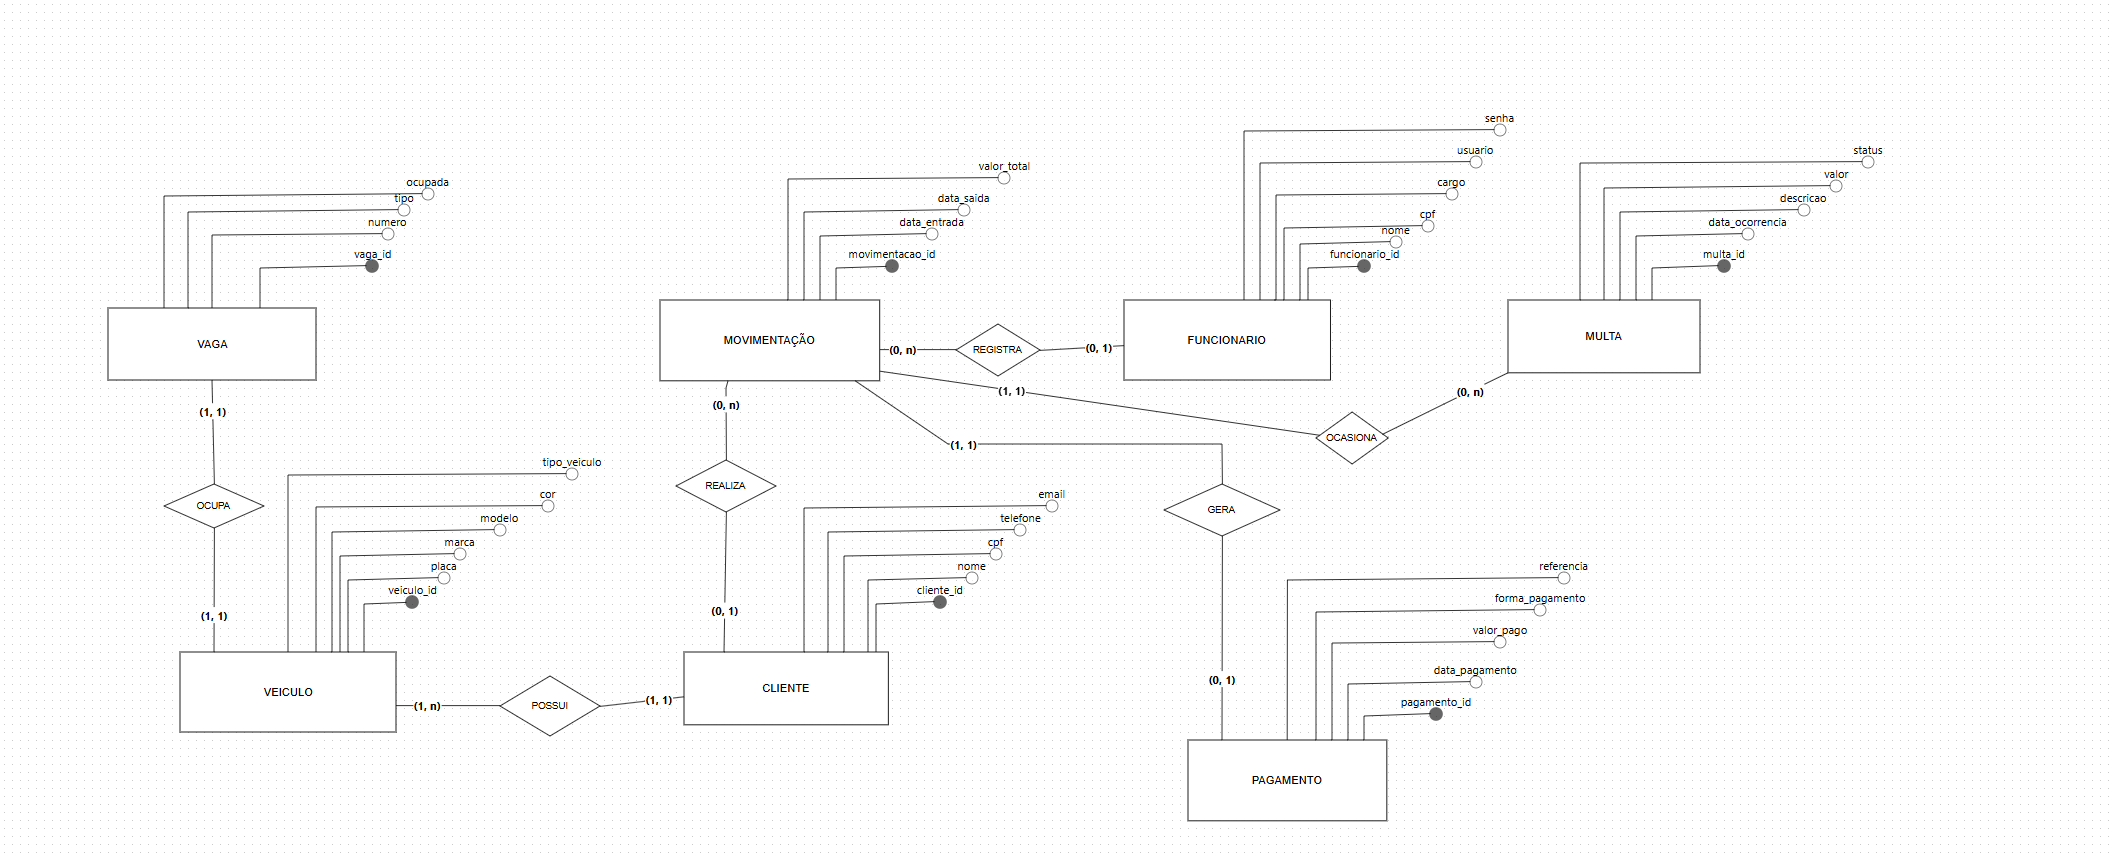 senha
usuario
status
valor_total
cargo
valor
ocupada
tipo
data_saida
descricao
numero
data_entrada
cpf
nome
data_ocorrencia
vaga_id
movimentacao_id
funcionario_id
multa_id
VAGA
MOVIMENTAÇÃO
FUNCIONARIO
MULTA
(0, n)
REGISTRA
(0, 1)
(1, 1)
(0, n)
(1, 1)
(0, n)
OCASIONA
(1, 1)
tipo_veiculo
cor
modelo
marca
placa
veiculo_id
OCUPA
REALIZA
email
telefone
cpf
nome
cliente_id
GERA
referencia
forma_pagamento
valor_pago
data_pagamento
pagamento_id
(1, 1)
(0, 1)
(0, 1)
VEICULO
(1, n)
POSSUI
(1, 1)
CLIENTE
PAGAMENTO